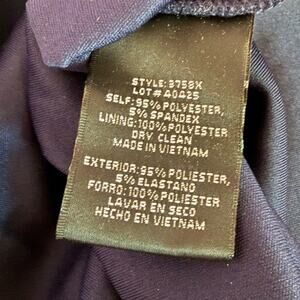 STYLE:3758X
LOT#40425
SELF:95%POLYESTER,
5% SPANDEX
LINING:100%POLYESTER
DRY CLEAN
MADE IN VIETNAM
EXTERIOR:95%POLIESTER,
5%ELASTANO
FORRO:100%POLIESTER
LAVAR EN SECO
HECHO EN VIETNAM